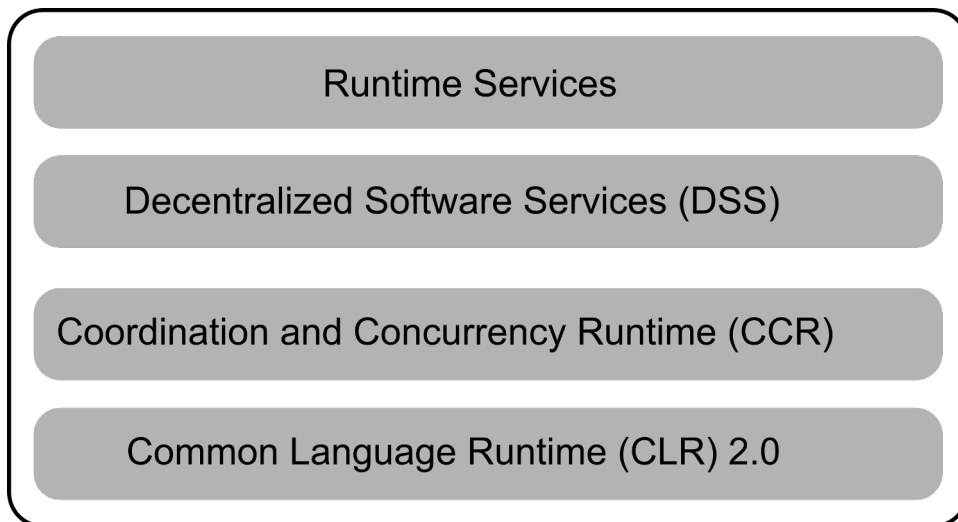 Runtime Services
Decentralized Software Services (DSS)
Coordination and Concurrency Runtime (CCR)
Common Language Runtime (CLR) 2.0